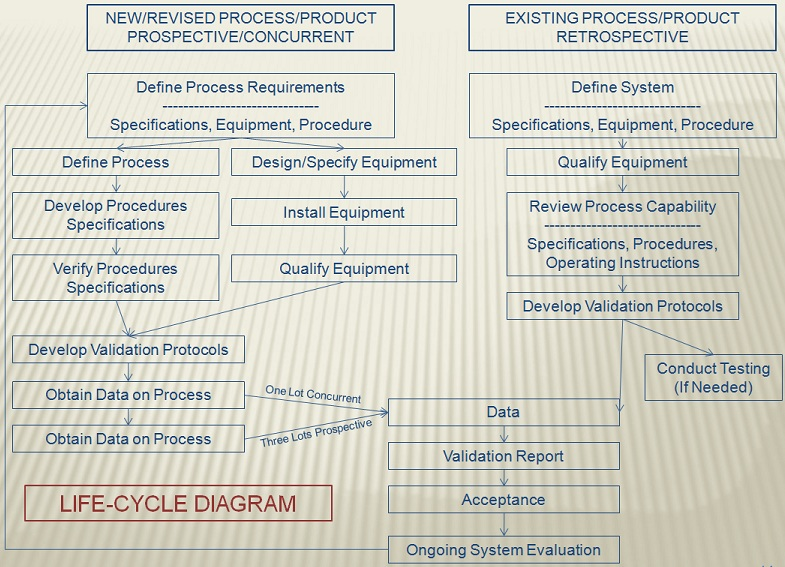 NEW/REVISED PROCESS/PRODUCT
PROSPECTIVE/CONCURRENT
EXISTING PROCESS/PRODUCT
RETROSPECTIVE
Define Process Requirements
------------------------------
Specifications, Equipment, Procedure
Define System
------------------------------
Specifications, Equipment, Procedure
Define Process
Design/Specify Equipment
Qualify Equipment
Develop Procedures
Specifications
Install Equipment
Review Process Capability
------------------------------
Specifications, Procedures,
Operating Instructions
Verify Procedures
Specifications
Qualify Equipment
Develop Validation Protocols
Develop Validation Protocols
Conduct Testing
(If Needed)
Obtain Data on Process
One Lot Concurrent
Data
Obtain Data on Process
Three Lots Prospective
Validation Report
LIFE-CYCLE DIAGRAM
Acceptance
Ongoing System Evaluation